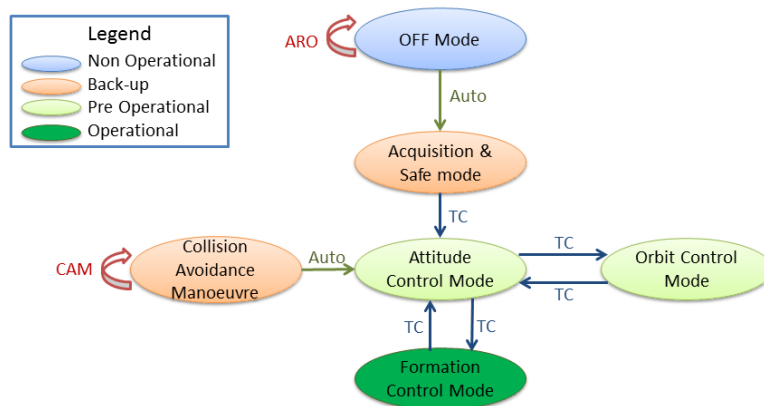 Legend
Non Operational
Back-up
Pre Operational
Operational
ARO
OFF Mode
Auto
Acquisition &
Safe mode
TC
CAM
Collision
Avoidance
Manoeuvre
Auto
Attitude
Control Mode
TC
TC
Orbit Control
Mode
TC
TC
Formation
Control Mode